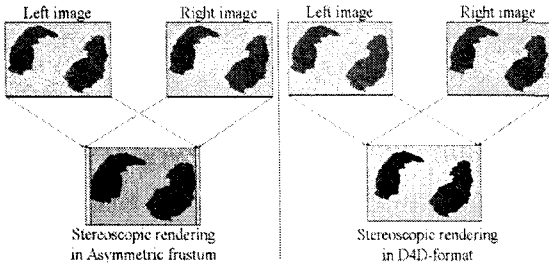 Left image
Right image
Left image
Right image
Stereoscopic rendering
in Asymmetric frustum
Stereoscopic rendering
in D4D-format